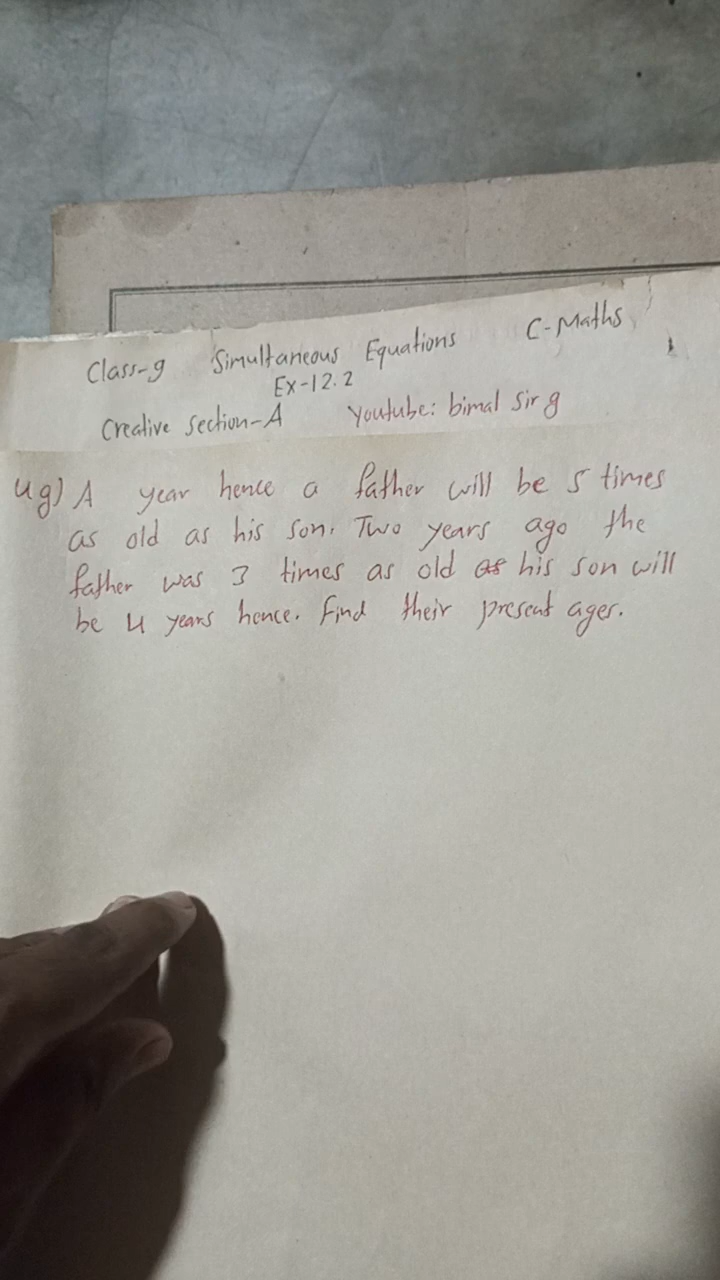 Class-9 Simultaneous Equations C-Maths
Ex-12.2
Creative section-A Youtube: bimal sir g
4g) A year hence a father will be 5 times
as old as his son. Two years ago the
father was 3 times as old as his son will
be 4 years hence. Find their present ages.